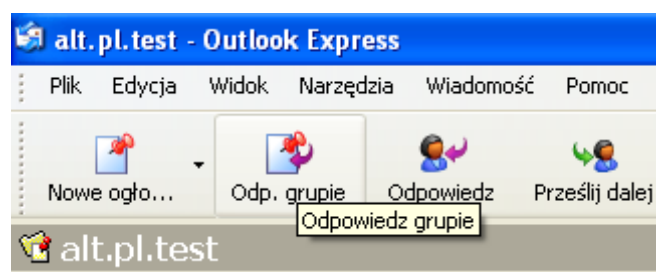 alt.pl.test - Outlook Express
Plik Edycja Widok Narzędzia Wiadomość Pomoc
Nowe ogło... Odp. grupie Odpowiedz Prześlij dalej
Odpowiedz grupie
alt.pl.test